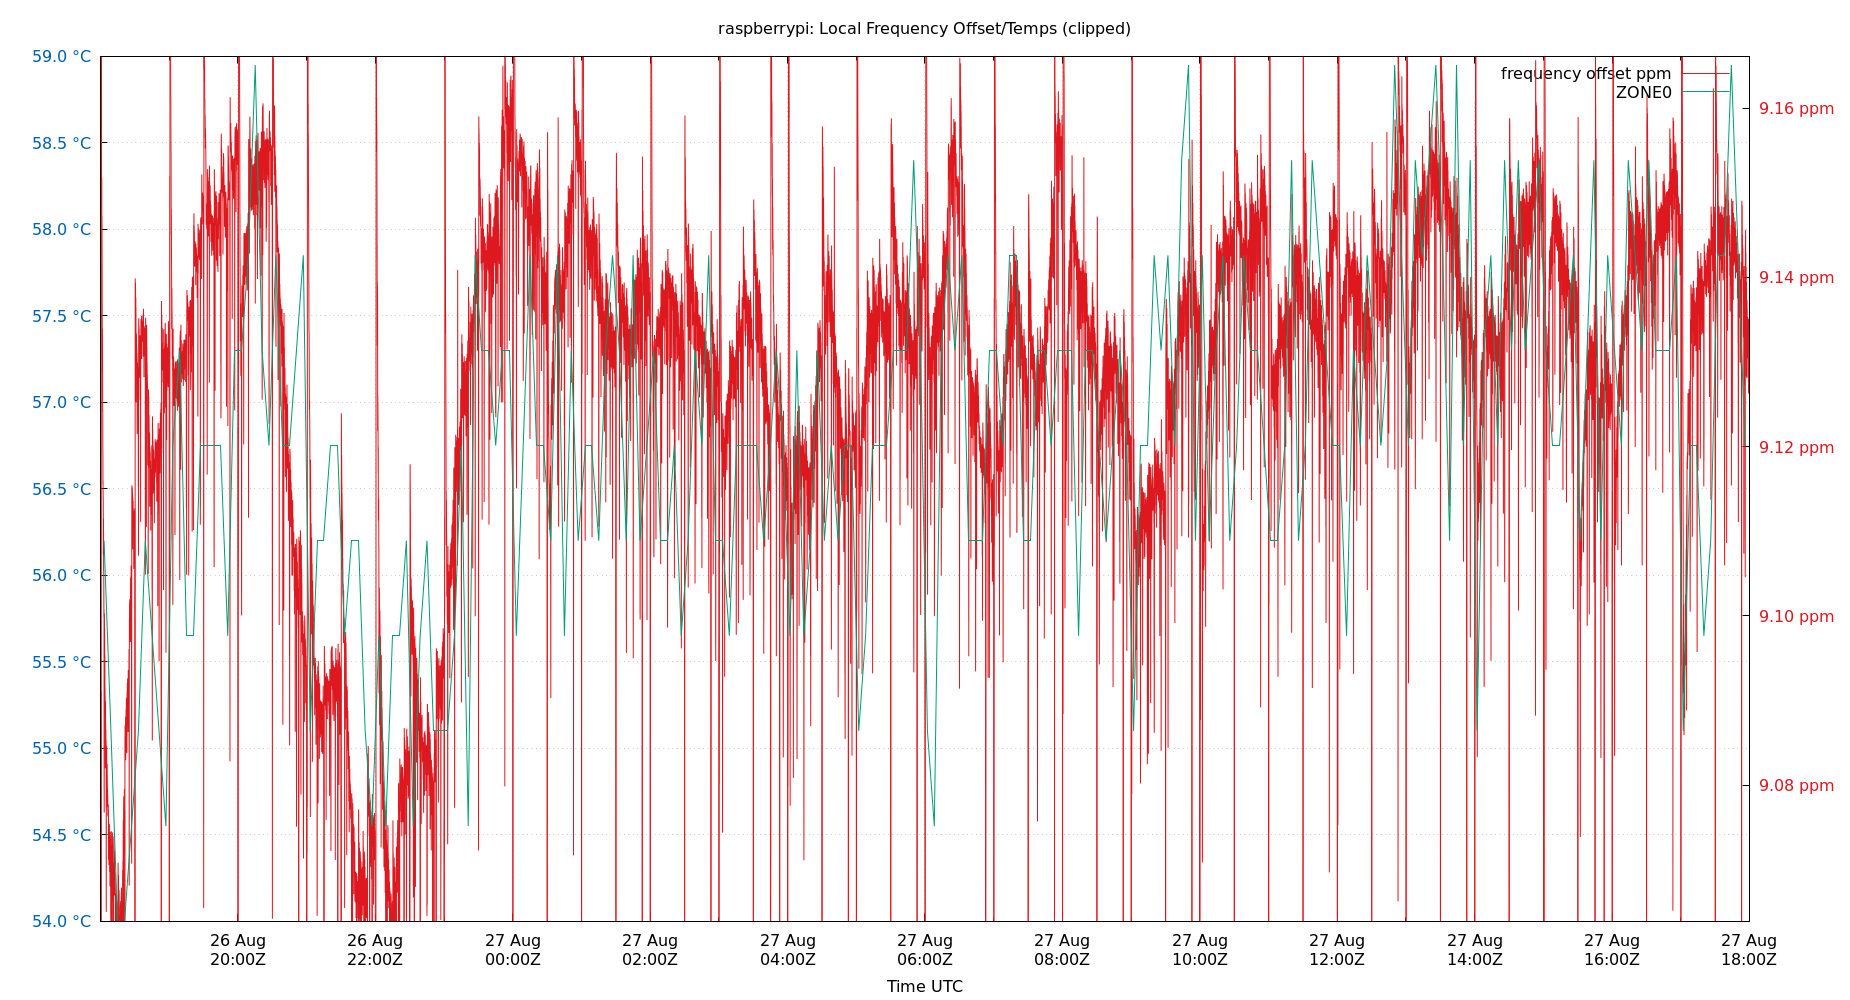 raspberrypi: Local Frequency Offset/Temps (clipped)
59.0 °C
58.5 °C
58.0 °C
57.5 °C
57.0 °C
56.5 °C
56.0 °C
55.5 °C
55.0 °C
54.5 °C
54.0 °C
frequency offset ppm
ZONE0
9.16 ppm
9.14 ppm
9.12 ppm
9.10 ppm
9.08 ppm
26 Aug 26 Aug 27 Aug 27 Aug 27 Aug 27 Aug 27 Aug 27 Aug 27 Aug 27 Aug 27 Aug 27 Aug
20:00Z 22:00Z 00:00Z 02:00Z 04:00Z 06:00Z 08:00Z 10:00Z 12:00Z 14:00Z 16:00Z 18:00Z
Time UTC